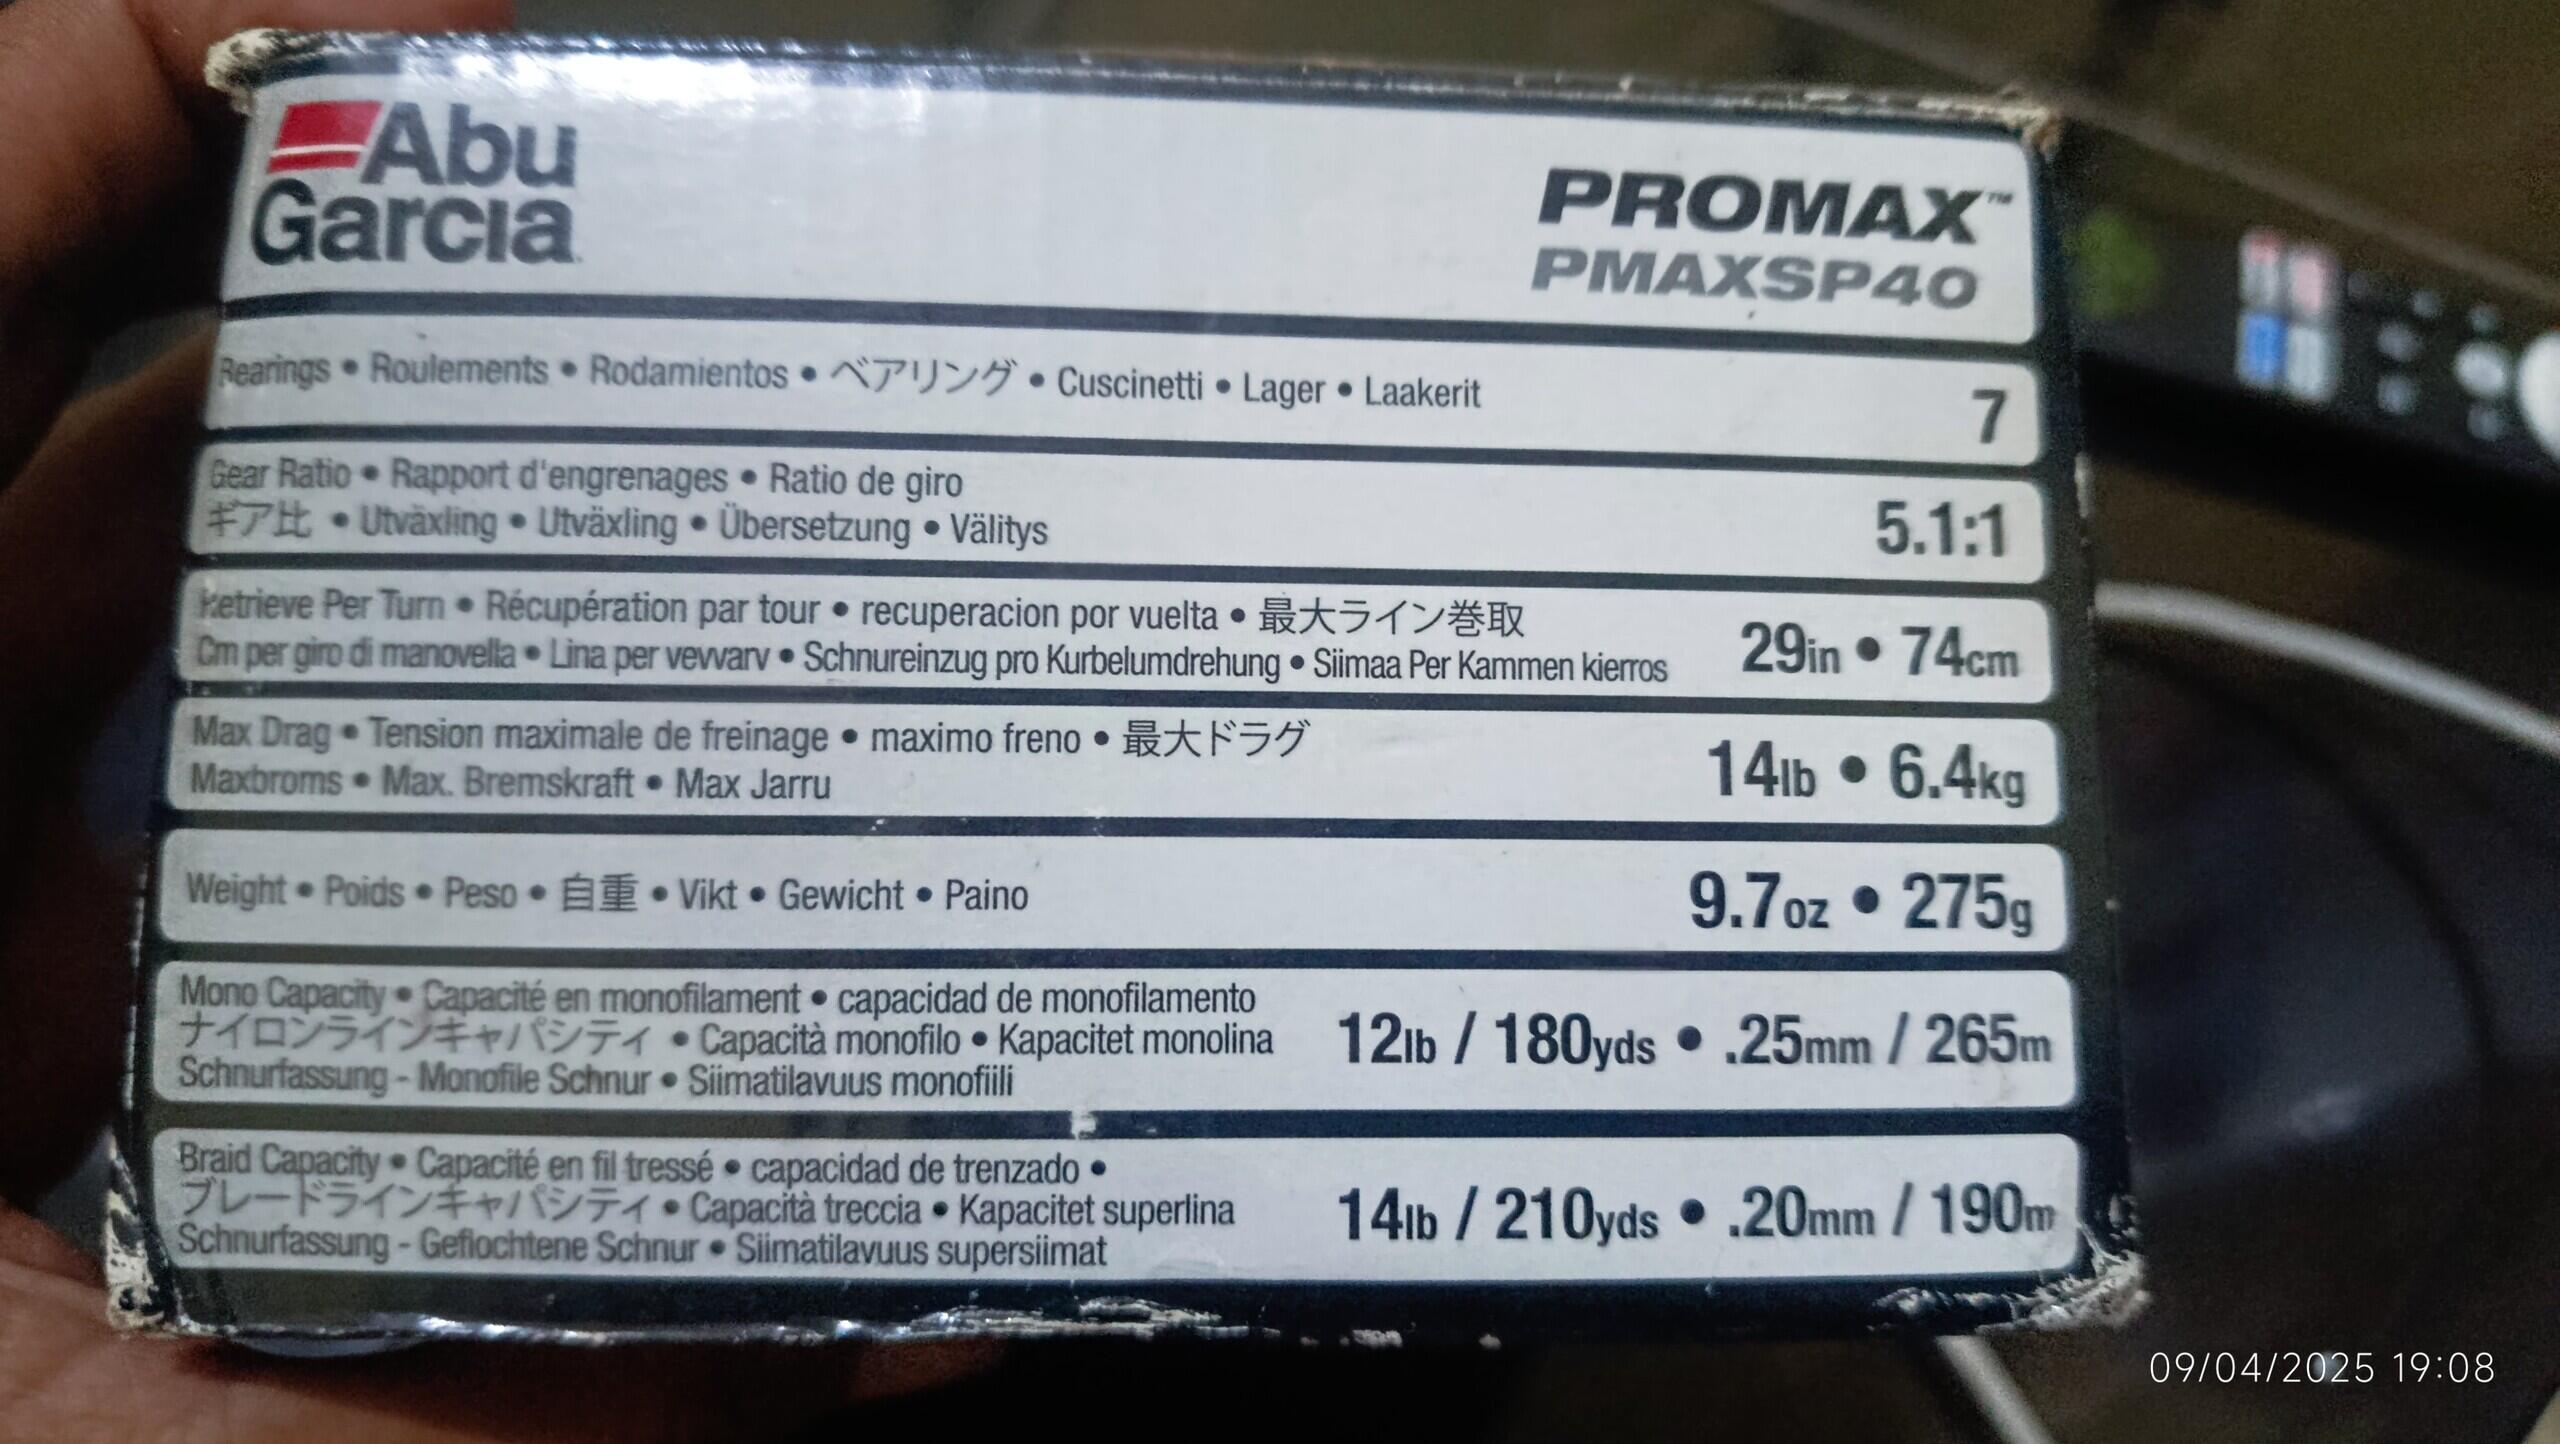 Abu
Garcia
PROMAX™
PMAXSP40
Bearings • Roulements • Rodamientos • ベアリング • Cuscinetti • Lager • Laakerit
7
Gear Ratio • Rapport d'engrenages • Ratio de giro
ギア比 • Utväxling • Utväxling • Übersetzung • Välitys
5.1:1
Retrieve Per Turn • Récupération par tour • recuperacion por vuelta • 最大ライン巻取
Cm per giro di manovella • Lina per vevvarv • Schnureinzug pro Kurbelumdrehung • Siimaa Per Kammen kierros
29in • 74cm
Max Drag • Tension maximale de freinage • maximo freno • 最大ドラグ
Maxbroms • Max. Bremskraft • Max Jarru
14lb • 6.4kg
Weight • Poids • Peso • 自重 • Vikt • Gewicht • Paino
9.7oz • 275g
Mono Capacity • Capacité en monofilament • capacidad de monofilamento
ナイロンラインキャパシティ • Capacità monofilo • Kapacitet monolina
Schnurfassung - Monofile Schnur • Siimatilavuus monofiili
12lb / 180yds • .25mm / 265m
Braid Capacity • Capacité en fil tressé • capacidad de trenzado •
ブレードラインキャパシティ • Capacità treccia • Kapacitet superlina
Schnurfassung - Geflochtene Schnur • Siimatilavuus supersiimat
14lb / 210yds • .20mm / 190m
09/04/2025 19:08